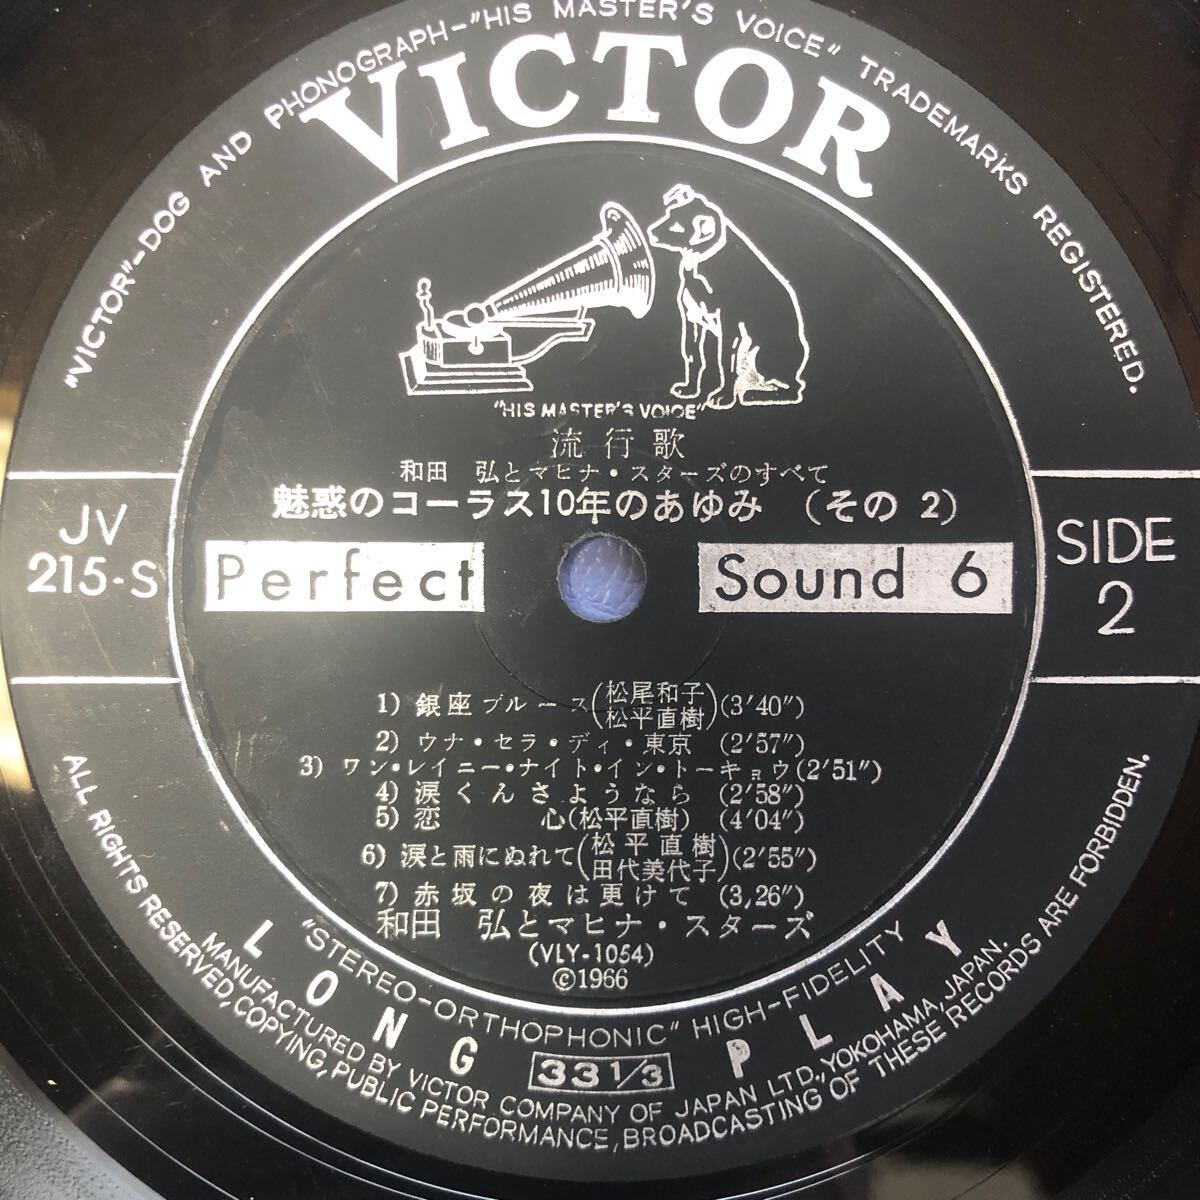 "VICTOR"-DOG AND PHONOGRAPH-"HIS MASTER'S VOICE" TRADEMARKS REGISTERED.
VICTOR
"HIS MASTER'S VOICE"
流行歌
和田 弘とマヒナ・スターズのすべて
魅惑のコーラス10年のあゆみ (その 2)
JV
215-S
Perfect Sound 6
SIDE
2
1) 銀座ブルース(松尾和子 松平直樹)(3'40")
2) ウナ・セラ・ディ・東京 (2'57")
3) ワン・レイニー・ナイト・イン・トーキョウ(2'51")
4) 涙くんさようなら (2'58")
5) 恋 心(松平直樹) (4'04")
6) 涙と雨にぬれて(松平直樹 田代美代子)(2'55")
7) 赤坂の夜は更けて (3,26")
和田 弘とマヒナ・スターズ
(VLY-1054)
©1966
"STEREO-ORTHOPHONIC" HIGH-FIDELITY
LONG PLAY
33 1/3
MANUFACTURED BY VICTOR COMPANY OF JAPAN LTD., YOKOHAMA, JAPAN.
ALL RIGHTS RESERVED, COPYING, PUBLIC PERFORMANCE, BROADCASTING OF THESE RECORDS ARE FORBIDDEN.